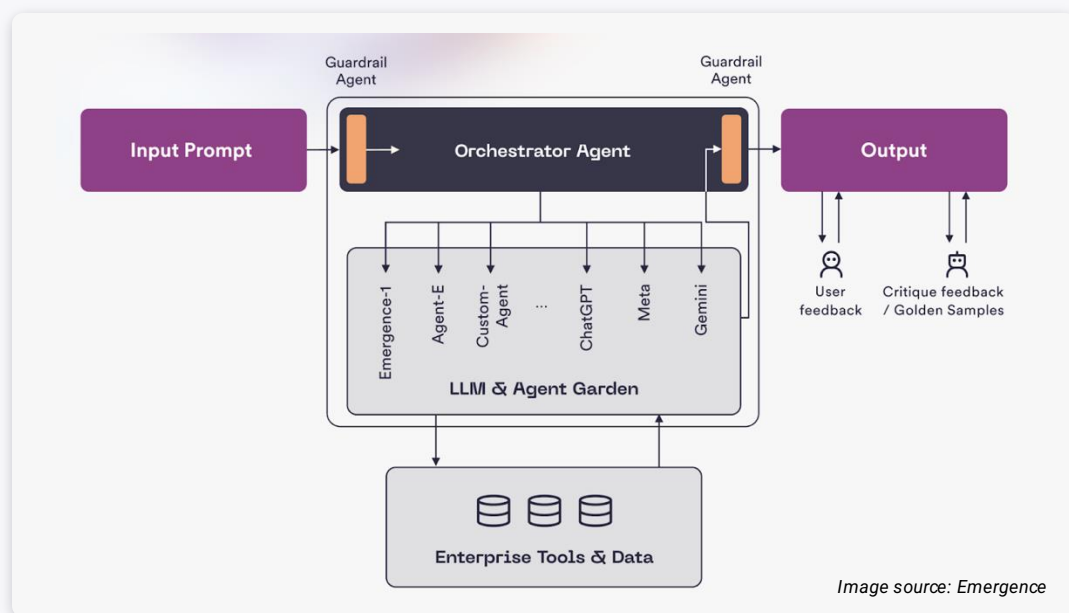 Guardrail
Agent
Guardrail
Agent
Input Prompt
Orchestrator Agent
Output
Emergence-1
Agent-E
Custom-
Agent
...
ChatGPT
Meta
Gemini
LLM & Agent Garden
User
feedback
Critique feedback
/ Golden Samples
Enterprise Tools & Data
Image source: Emergence